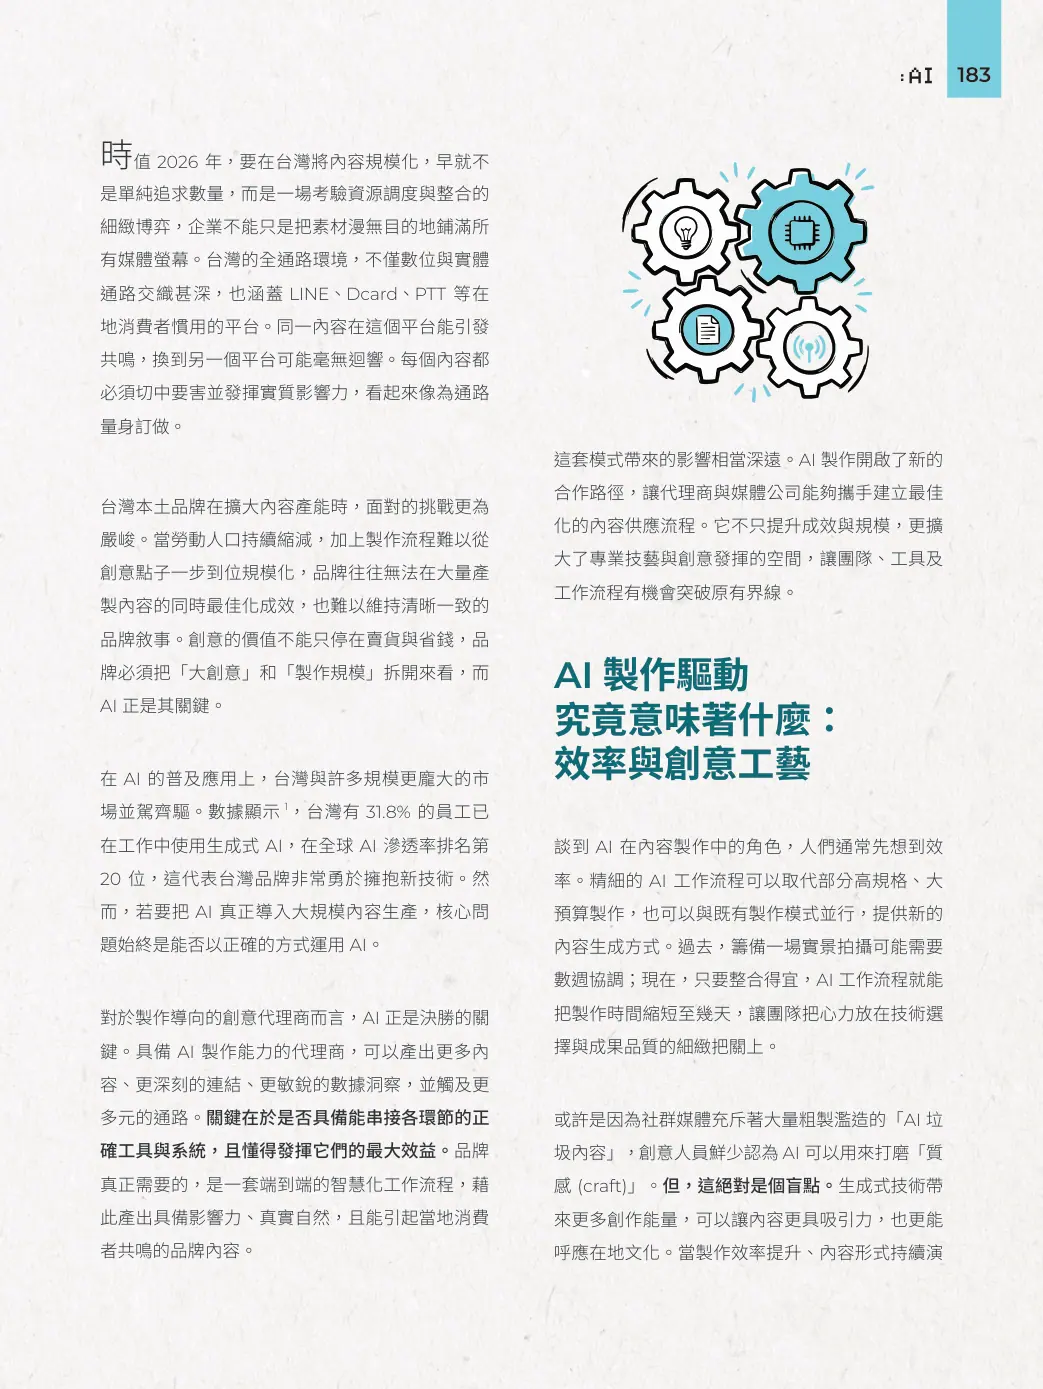 :AI 183
時值 2026 年，要在台灣將內容規模化，早就不
是單純追求數量，而是一場考驗資源調度與整合的
細緻博弈，企業不能只是把素材漫無目的地鋪滿所
有媒體螢幕。台灣的全通路環境，不僅數位與實體
通路交織甚深，也涵蓋 LINE、Dcard、PTT 等在
地消費者慣用的平台。同一內容在這個平台能引發
共鳴，換到另一個平台可能毫無迴響。每個內容都
必須切中要害並發揮實質影響力，看起來像為通路
量身訂做。
台灣本土品牌在擴大內容產能時，面對的挑戰更為
嚴峻。當勞動人口持續縮減，加上製作流程難以從
創意點子一步到位規模化，品牌往往無法在大量產
製內容的同時最佳化成效，也難以維持清晰一致的
品牌敘事。創意的價值不能只停在賣貨與省錢，品
牌必須把「大創意」和「製作規模」拆開來看，而
AI 正是其關鍵。
在 AI 的普及應用上，台灣與許多規模更龐大的市
場並駕齊驅。數據顯示¹，台灣有 31.8% 的員工已
在工作中使用生成式 AI，在全球 AI 滲透率排名第
20 位，這代表台灣品牌非常勇於擁抱新技術。然
而，若要把 AI 真正導入大規模內容生產，核心問
題始終是能否以正確的方式運用 AI。
對於製作導向的創意代理商而言，AI 正是決勝的關
鍵。具備 AI 製作能力的代理商，可以產出更多內
容、更深刻的連結、更敏銳的數據洞察，並觸及更
多元的通路。關鍵在於是否具備能串接各環節的正
確工具與系統，且懂得發揮它們的最大效益。品牌
真正需要的，是一套端到端的智慧化工作流程，藉
此產出具備影響力、真實自然，且能引起當地消費
者共鳴的品牌內容。
這套模式帶來的影響相當深遠。AI 製作開啟了新的
合作路徑，讓代理商與媒體公司能夠攜手建立最佳
化的內容供應流程。它不只提升成效與規模，更擴
大了專業技藝與創意發揮的空間，讓團隊、工具及
工作流程有機會突破原有界線。
AI 製作驅動
究竟意味著什麼：
效率與創意工藝
談到 AI 在內容製作中的角色，人們通常先想到效
率。精細的 AI 工作流程可以取代部分高規格、大
預算製作，也可以與既有製作模式並行，提供新的
內容生成方式。過去，籌備一場實景拍攝可能需要
數週協調；現在，只要整合得宜，AI 工作流程就能
把製作時間縮短至幾天，讓團隊把心力放在技術選
擇與成果品質的細緻把關上。
或許是因為社群媒體充斥著大量粗製濫造的「AI 垃
圾內容」，創意人員鮮少認為 AI 可以用來打磨「質
感 (craft)」。但，這絕對是個盲點。生成式技術帶
來更多創作能量，可以讓內容更具吸引力，也更能
呼應在地文化。當製作效率提升、內容形式持續演